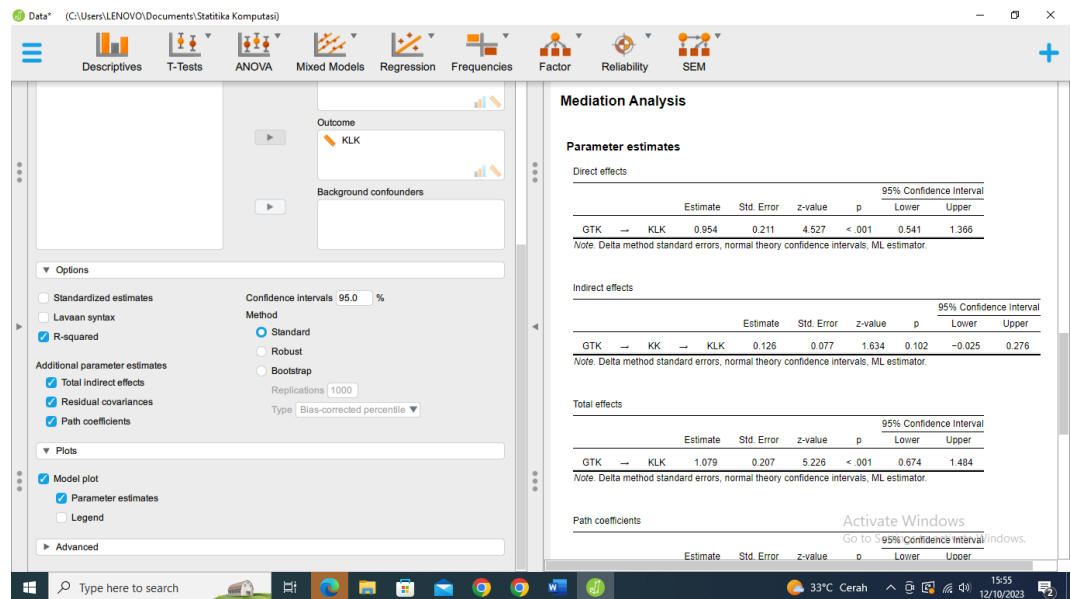 Data* (C:\Users\LENOVO\Documents\Statitika Komputasi)
Descriptives T-Tests ANOVA Mixed Models Regression Frequencies Factor Reliability SEM
Outcome
KLK
Background confounders
Options
Standardized estimates
Lavaan syntax
R-squared
Additional parameter estimates
Total indirect effects
Residual covariances
Path coefficients
Confidence intervals 95.0 %
Method
Standard
Robust
Bootstrap
Replications 1000
Type Bias-corrected percentile
Plots
Model plot
Parameter estimates
Legend
Advanced
Mediation Analysis
Parameter estimates
Direct effects
95% Confidence Interval
Estimate Std. Error z-value p Lower Upper
GTK → KLK 0.954 0.211 4.527 < .001 0.541 1.366
Note. Delta method standard errors, normal theory confidence intervals, ML estimator.
Indirect effects
95% Confidence Interval
Estimate Std. Error z-value p Lower Upper
GTK → KK → KLK 0.126 0.077 1.634 0.102 −0.025 0.276
Note. Delta method standard errors, normal theory confidence intervals, ML estimator.
Total effects
95% Confidence Interval
Estimate Std. Error z-value p Lower Upper
GTK → KLK 1.079 0.207 5.226 < .001 0.674 1.484
Note. Delta method standard errors, normal theory confidence intervals, ML estimator.
Path coefficients
95% Confidence Interval
Estimate Std. Error z-value p Lower Upper
Activate Windows
Go to Windows.
Type here to search
33°C Cerah
15:55
12/10/2023
2